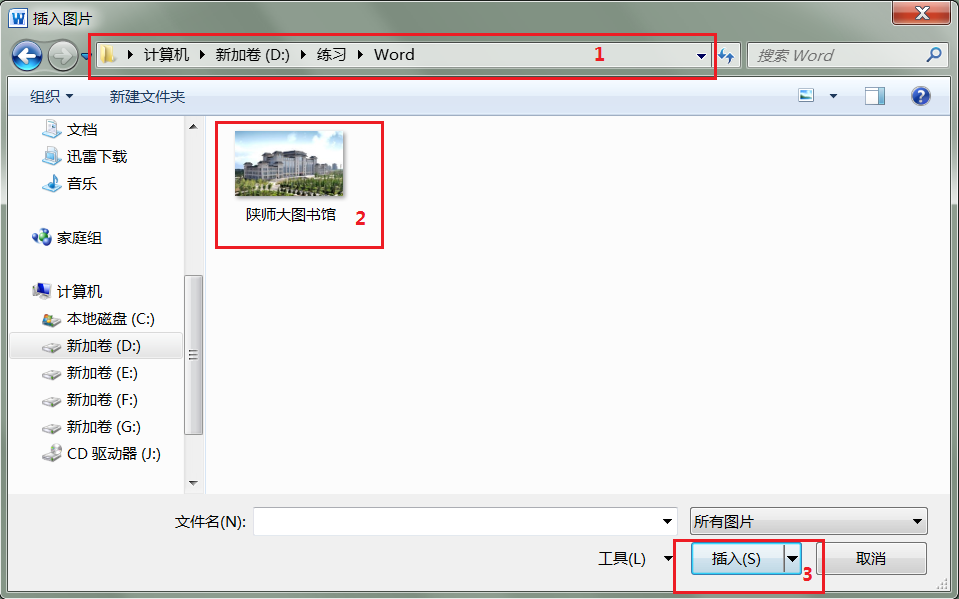 插入图片
计算机 新加卷 (D:) 练习 Word 1
搜索 Word
组织 新建文件夹
文档
迅雷下载
音乐
家庭组
计算机
本地磁盘 (C:)
新加卷 (D:)
新加卷 (E:)
新加卷 (F:)
新加卷 (G:)
CD 驱动器 (J:)
陕师大图书馆 2
文件名(N):
所有图片
工具(L) 插入(S) 3 取消